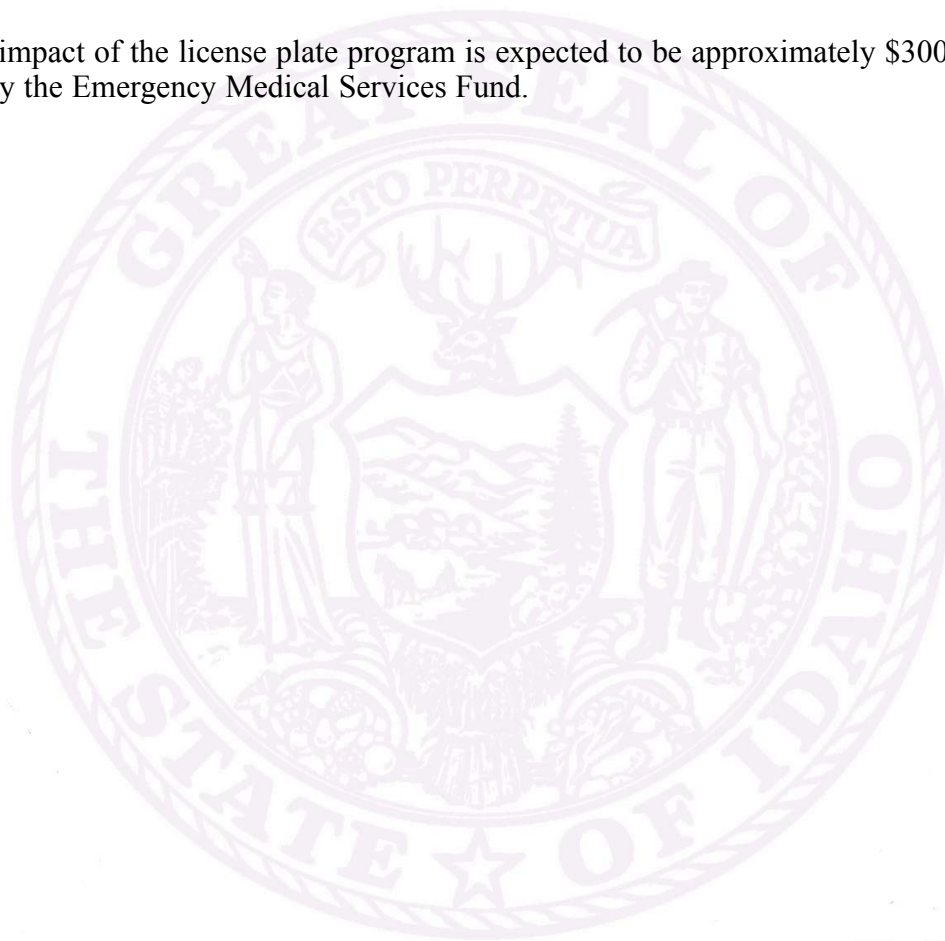 impact of the license plate program is expected to be approximately $300
y the Emergency Medical Services Fund.
THE GREAT SEAL OF
THE STATE OF IDAHO
ESTO PERPETUA